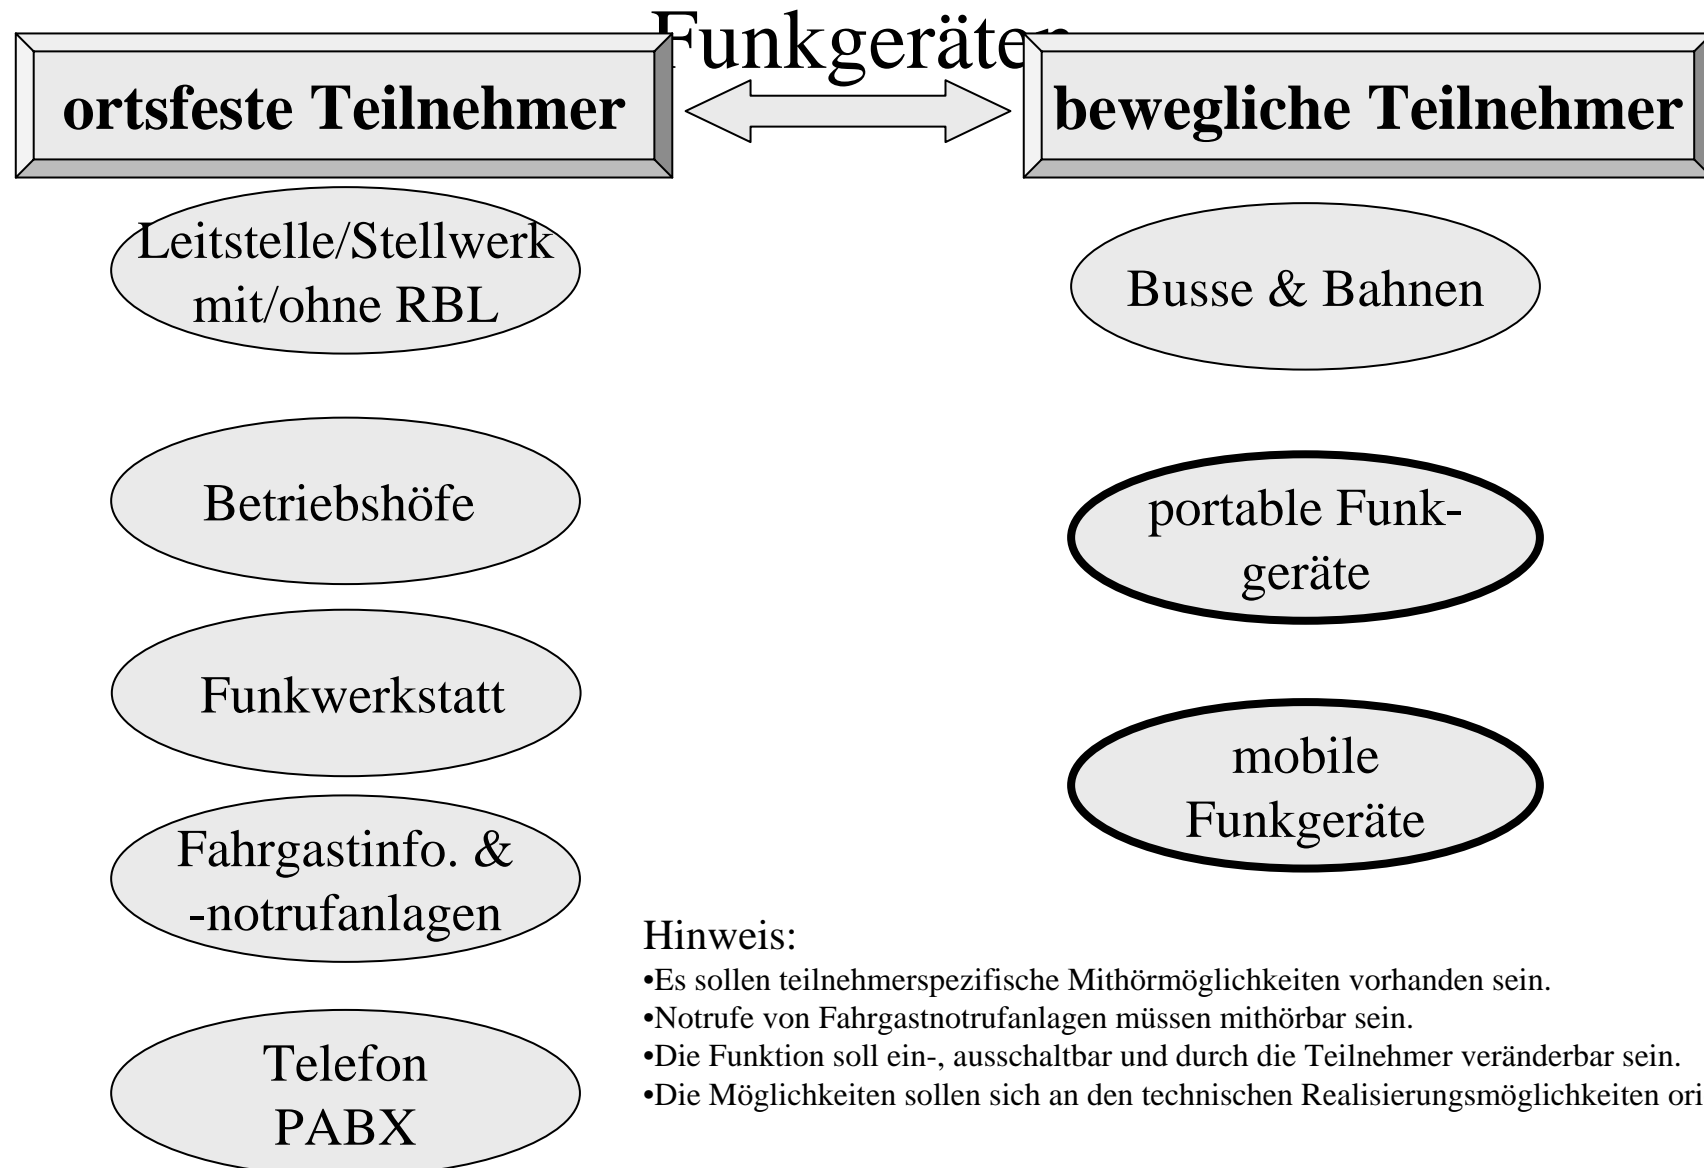 Funkgeräten
ortsfeste Teilnehmer
bewegliche Teilnehmer
Leitstelle/Stellwerk
mit/ohne RBL
Betriebshöfe
Funkwerkstatt
Fahrgastinfo. &
-notrufanlagen
Telefon
PABX
Busse & Bahnen
portable Funk-
geräte
mobile
Funkgeräte
Hinweis:
•Es sollen teilnehmerspezifische Mithörmöglichkeiten vorhanden sein.
•Notrufe von Fahrgastnotrufanlagen müssen mithörbar sein.
•Die Funktion soll ein-, ausschaltbar und durch die Teilnehmer veränderbar sein.
•Die Möglichkeiten sollen sich an den technischen Realisierungsmöglichkeiten ori